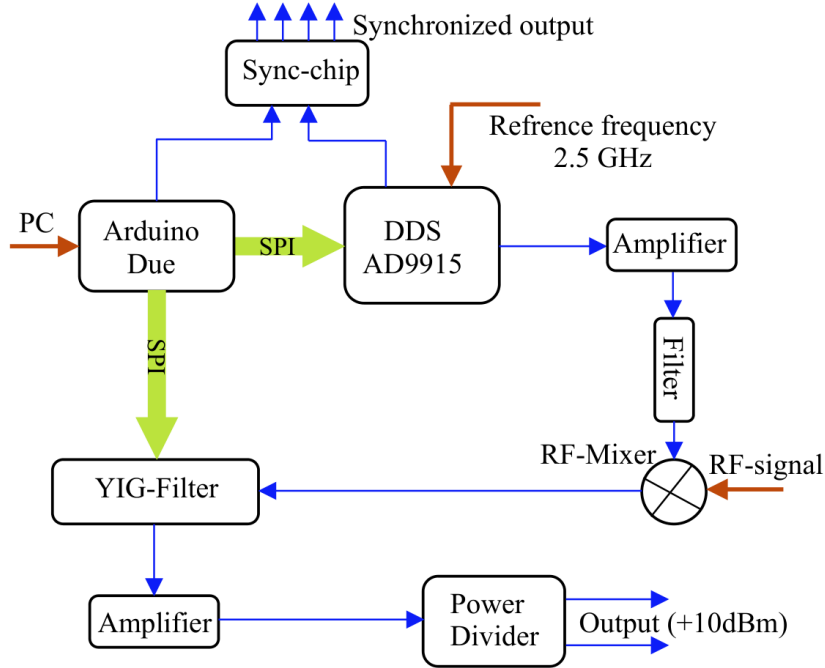 Synchronized output
Sync-chip
Refrence frequency
2.5 GHz
PC
Arduino
Due
SPI
DDS
AD9915
Amplifier
SPI
Filter
RF-Mixer
RF-signal
YIG-Filter
Amplifier
Power
Divider
Output (+10dBm)